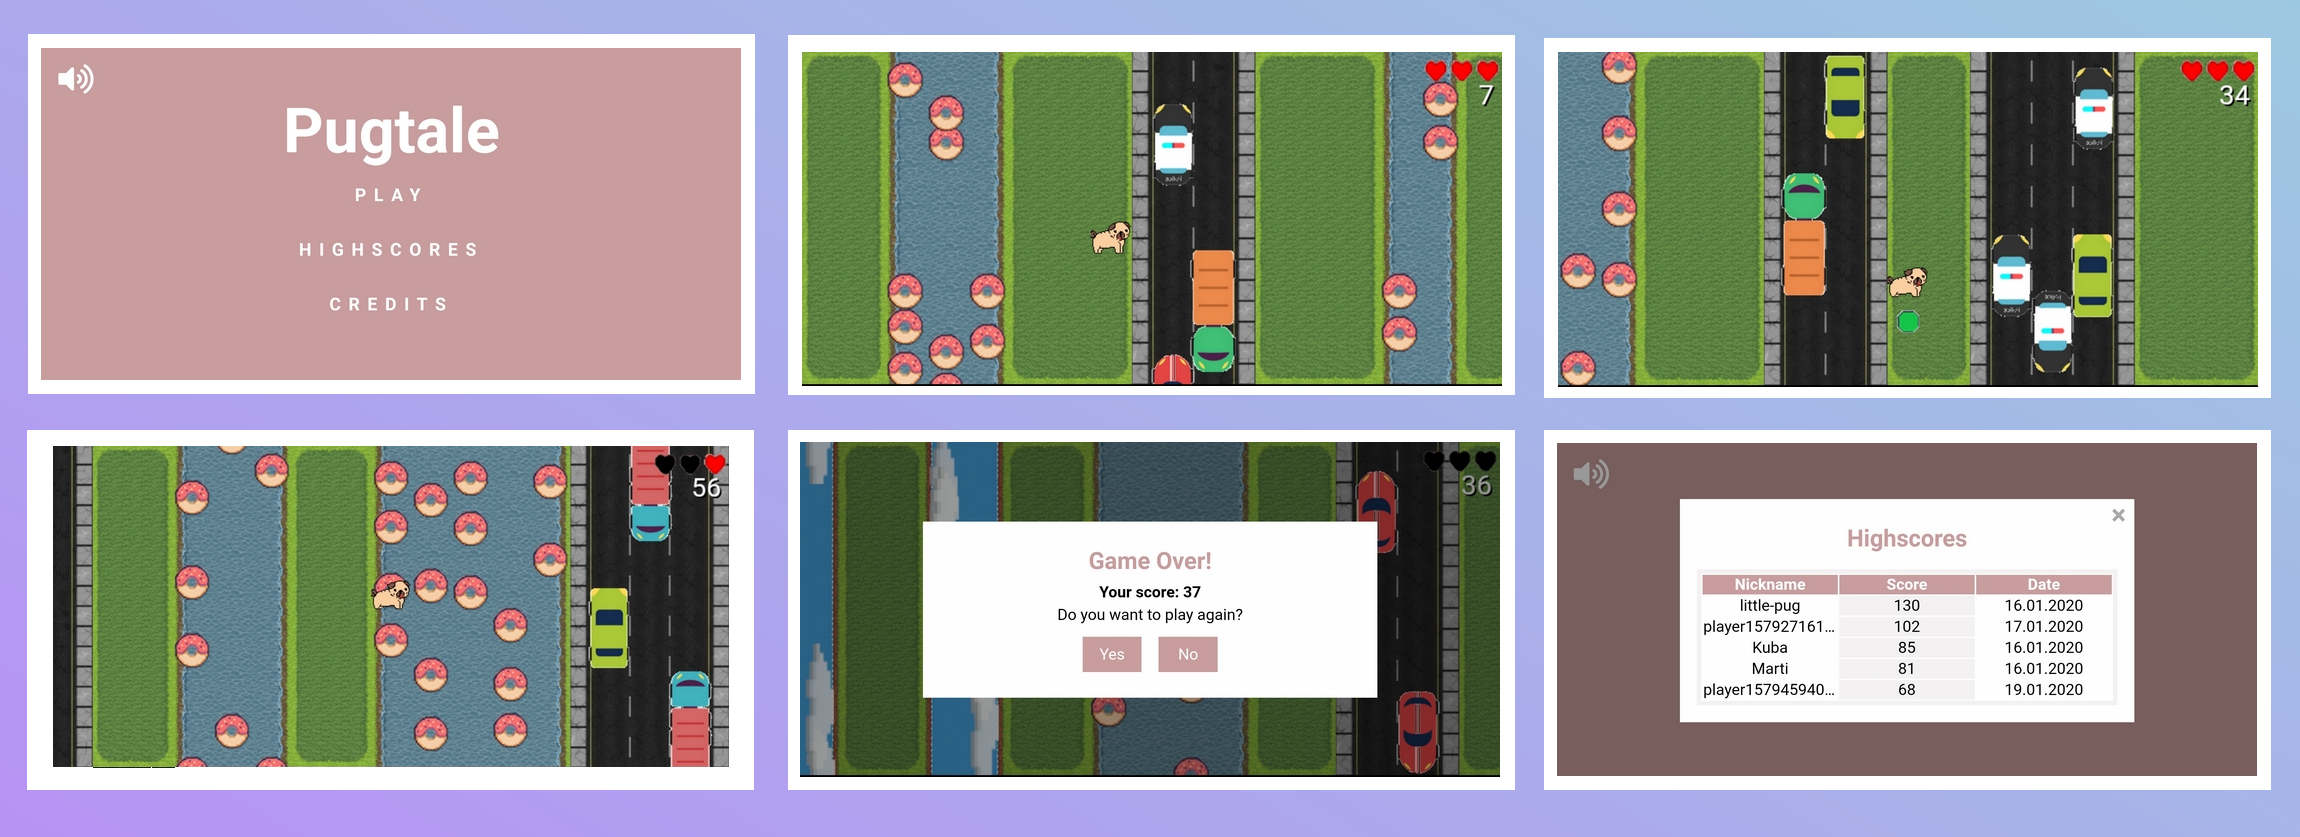 Pugtale
PLAY
HIGHSCORES
CREDITS
7
34
56
36
Game Over!
Your score: 37
Do you want to play again?
Yes No
Highscores
Nickname Score Date
little-pug 130 16.01.2020
player157927161... 102 17.01.2020
Kuba 85 16.01.2020
Marti 81 16.01.2020
player157945940... 68 19.01.2020